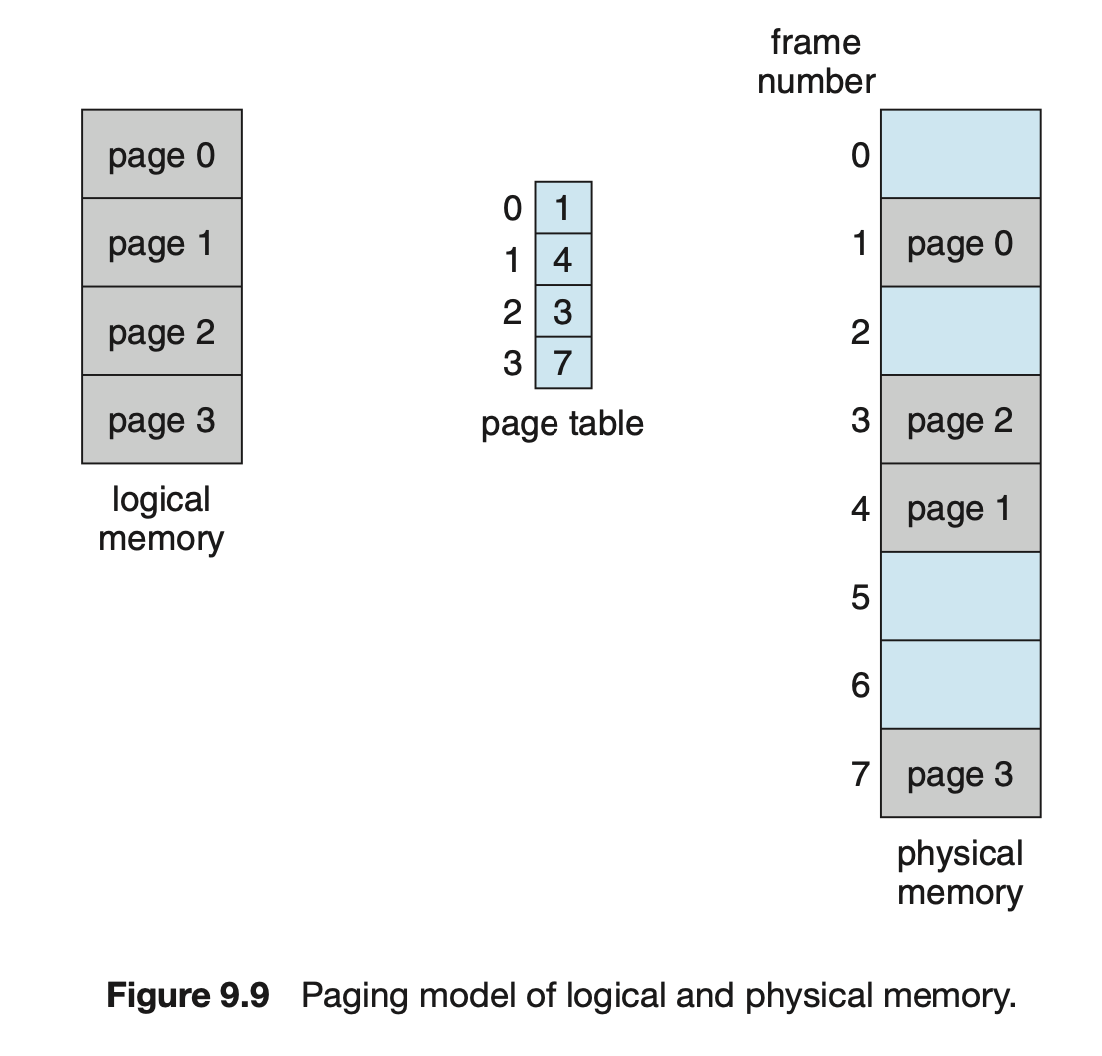 frame
number
page 0
page 1
page 2
page 3
logical
memory
0 1
1 4
2 3
3 7
page table
0
1 page 0
2
3 page 2
4 page 1
5
6
7 page 3
physical
memory
Figure 9.9 Paging model of logical and physical memory.